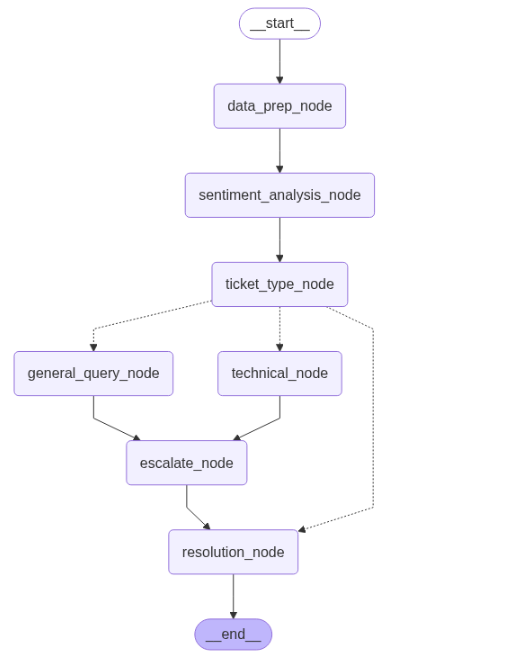 __start__
data_prep_node
sentiment_analysis_node
ticket_type_node
general_query_node
technical_node
escalate_node
resolution_node
__end__